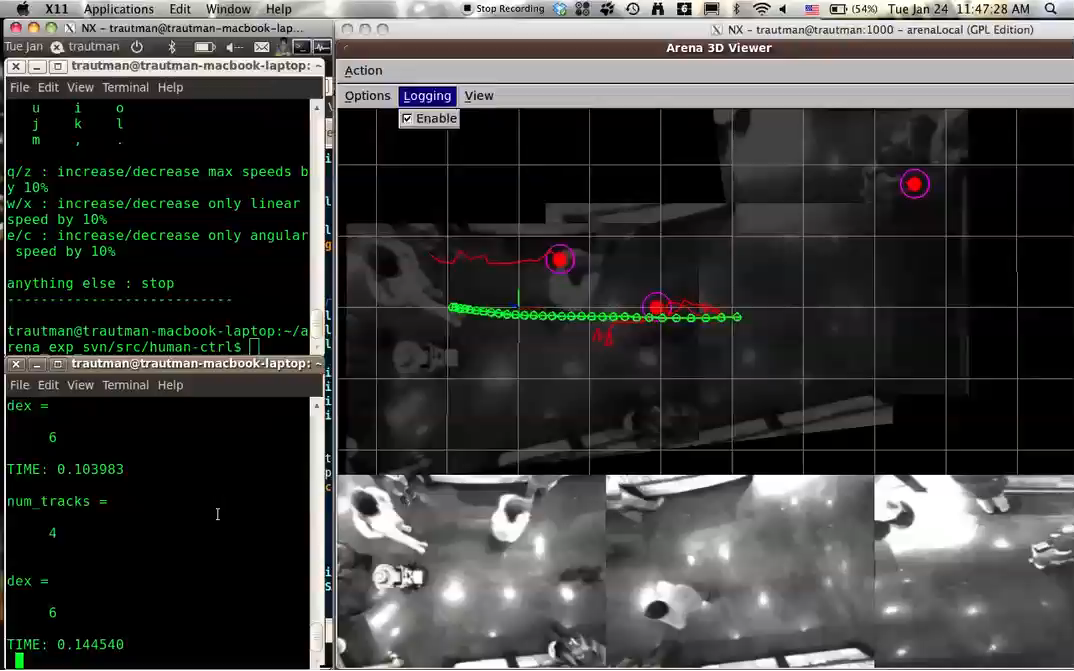 X11 Applications Edit Window Help
Stop Recording
(54%) Tue Jan 24 11:47:28 AM
NX - trautman@trautman-macbook-lap...
NX - trautman@trautman:1000 - arenaLocal (GPL Edition)
Tue Jan trautman
Arena 3D Viewer
trautman@trautman-macbook-laptop: ~
File Edit View Terminal Help
Action
Options Logging View
Enable
u i o
j k l
m , .
q/z : increase/decrease max speeds b
y 10%
w/x : increase/decrease only linear
speed by 10%
e/c : increase/decrease only angular
speed by 10%
anything else : stop
---------------------------
trautman@trautman-macbook-laptop:~/a
rena_exp_svn/src/human-ctrl$
trautman@trautman-macbook-laptop: ~
File Edit View Terminal Help
dex =
6
TIME: 0.103983
num_tracks =
4
dex =
6
TIME: 0.144540